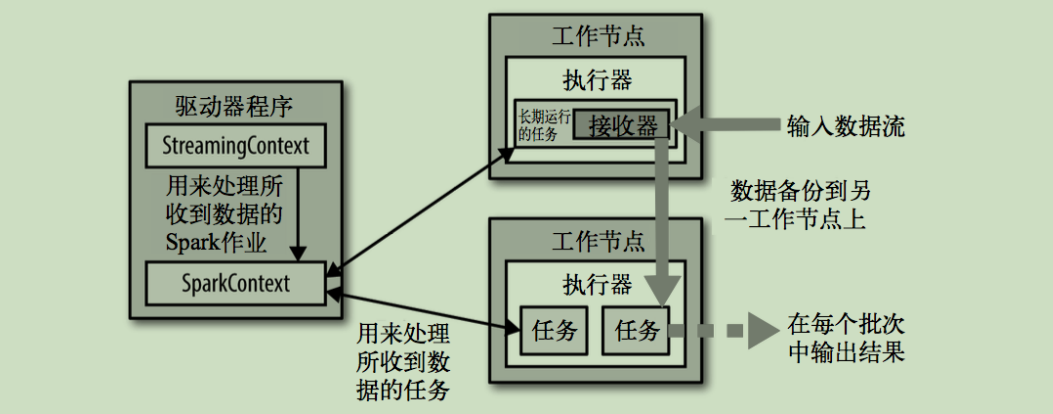 驱动器程序
StreamingContext
用来处理所
收到数据的
Spark作业
SparkContext
工作节点
执行器
长期运行
的任务
接收器
输入数据流
数据备份到另
一工作节点上
工作节点
执行器
任务
任务
用来处理
所收到数
据的任务
在每个批次
中输出结果